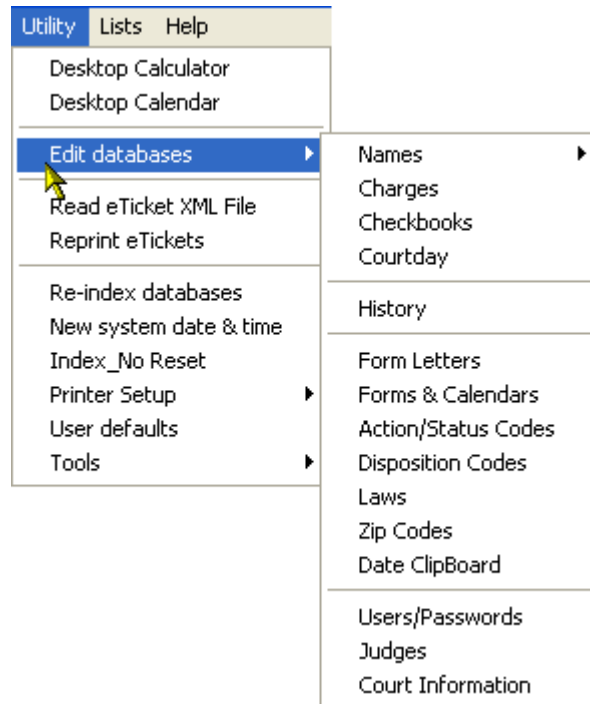 Utility Lists Help
Desktop Calculator
Desktop Calendar
Edit databases
Read eTicket XML File
Reprint eTickets
Re-index databases
New system date & time
Index_No Reset
Printer Setup
User defaults
Tools
Names
Charges
Checkbooks
Courtday
History
Form Letters
Forms & Calendars
Action/Status Codes
Disposition Codes
Laws
Zip Codes
Date ClipBoard
Users/Passwords
Judges
Court Information